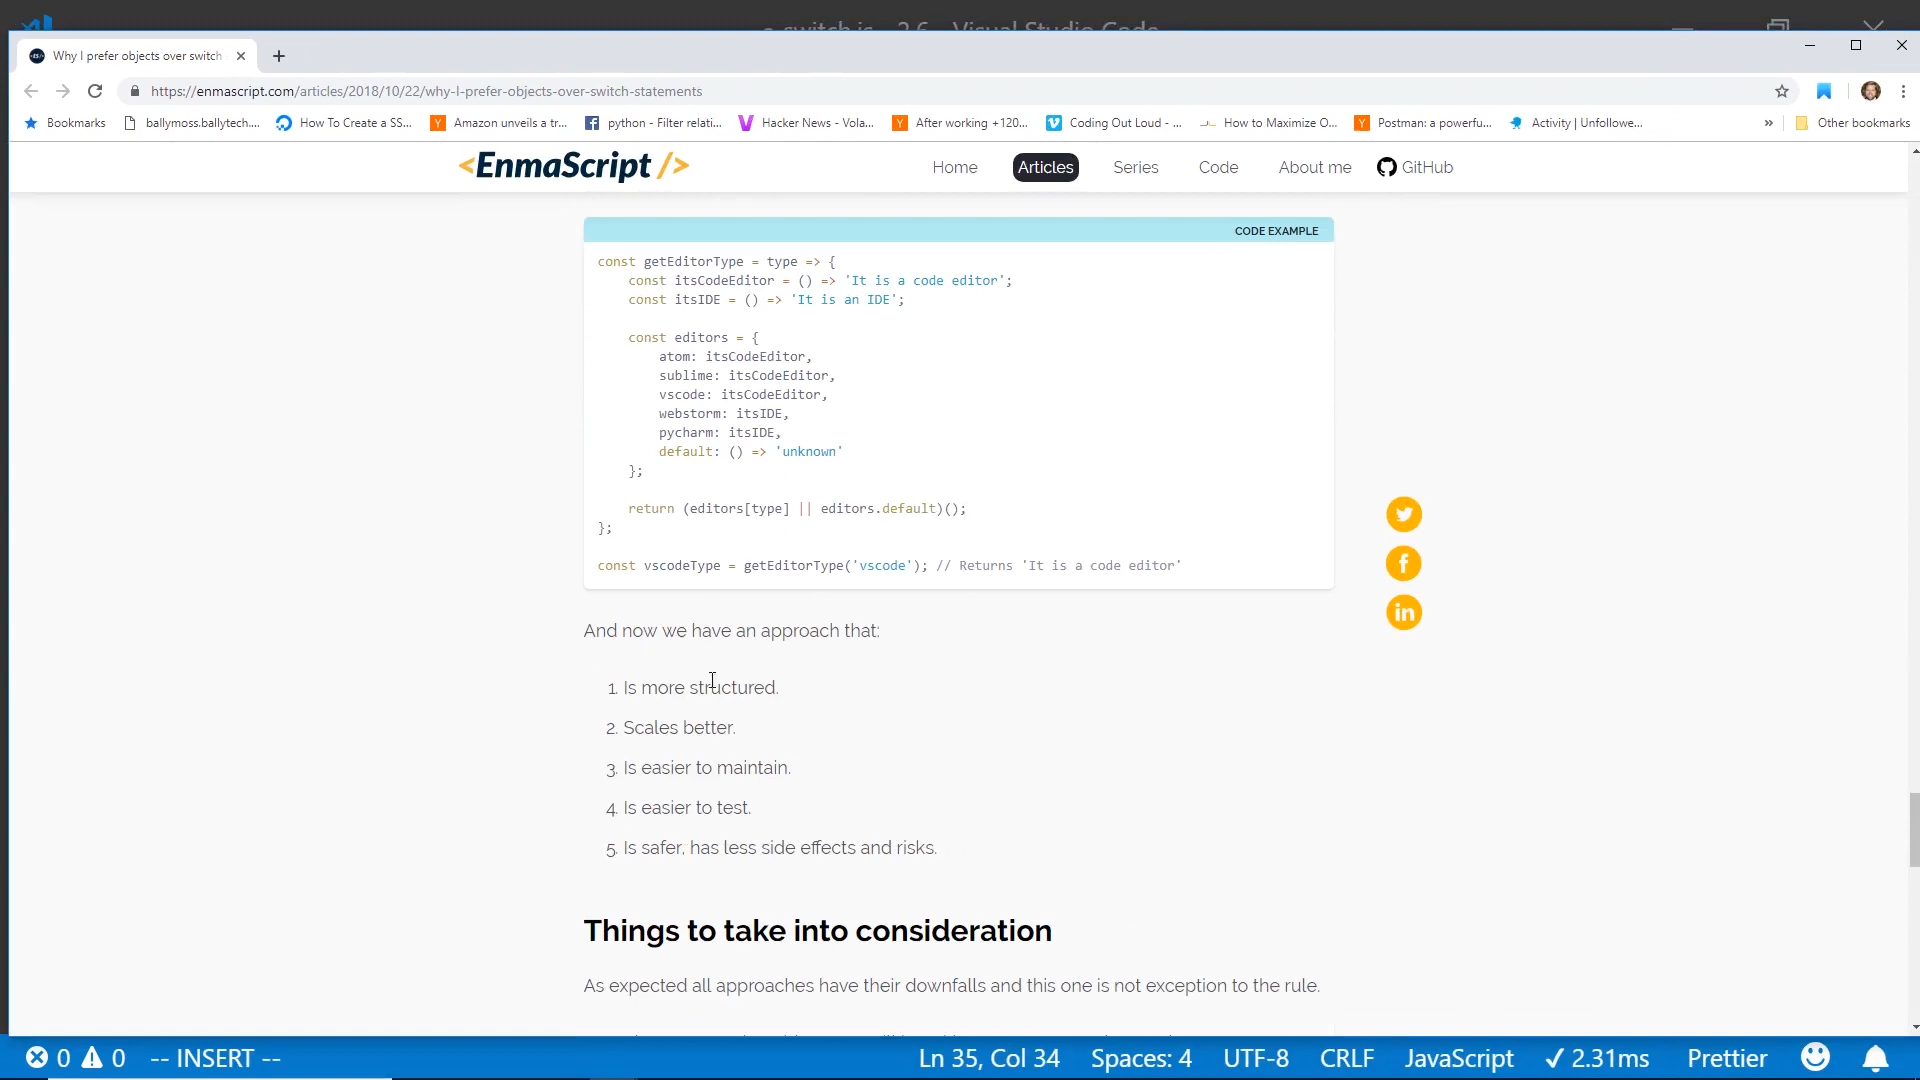 a-switch.js - 2.6 - Visual Studio Code
Why I prefer objects over switch
https://enmascript.com/articles/2018/10/22/why-I-prefer-objects-over-switch-statements
Bookmarks ballymoss.ballytech.... How To Create a SS... Amazon unveils a tr... python - Filter relati... Hacker News - Vola... After working +120... Coding Out Loud - ... How to Maximize O... Postman: a powerfu... Activity | Unfollowe... » Other bookmarks
<EnmaScript /> Home Articles Series Code About me GitHub
CODE EXAMPLE
const getEditorType = type => {
    const itsCodeEditor = () => 'It is a code editor';
    const itsIDE = () => 'It is an IDE';
    const editors = {
        atom: itsCodeEditor,
        sublime: itsCodeEditor,
        vscode: itsCodeEditor,
        webstorm: itsIDE,
        pycharm: itsIDE,
        default: () => 'unknown'
    };
    return (editors[type] || editors.default)();
};
const vscodeType = getEditorType('vscode'); // Returns 'It is a code editor'
And now we have an approach that:
1. Is more structured.
2. Scales better.
3. Is easier to maintain.
4. Is easier to test.
5. Is safer, has less side effects and risks.
Things to take into consideration
As expected all approaches have their downfalls and this one is not exception to the rule.
0 0 -- INSERT -- Ln 35, Col 34 Spaces: 4 UTF-8 CRLF JavaScript ✓ 2.31ms Prettier